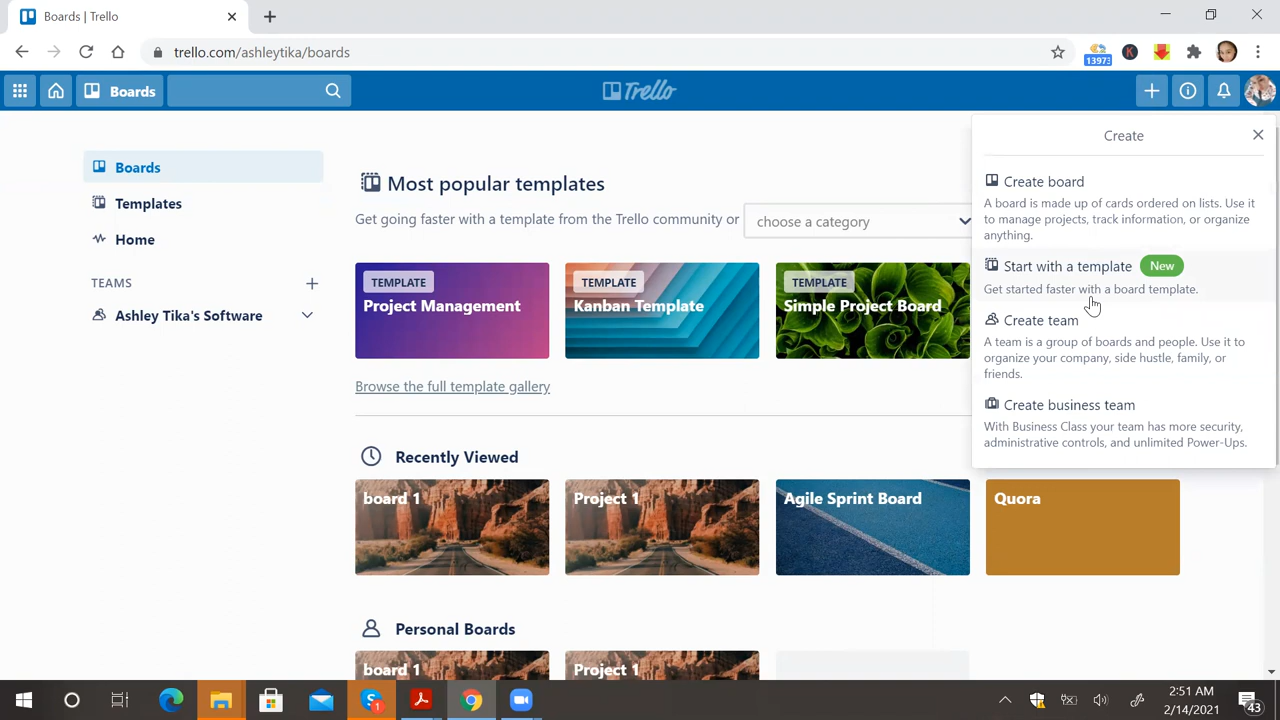 Boards | Trello
trello.com/ashleytika/boards
13973
K
Boards
Trello
Boards
Templates
Home
TEAMS
Ashley Tika's Software
Most popular templates
Get going faster with a template from the Trello community or
choose a category
TEMPLATE
Project Management
TEMPLATE
Kanban Template
TEMPLATE
Simple Project Board
Browse the full template gallery
Recently Viewed
board 1
Project 1
Agile Sprint Board
Quora
Personal Boards
board 1
Project 1
Create
Create board
A board is made up of cards ordered on lists. Use it
to manage projects, track information, or organize
anything.
Start with a template New
Get started faster with a board template.
Create team
A team is a group of boards and people. Use it to
organize your company, side hustle, family, or
friends.
Create business team
With Business Class your team has more security,
administrative controls, and unlimited Power-Ups.
1
2:51 AM
2/14/2021
43